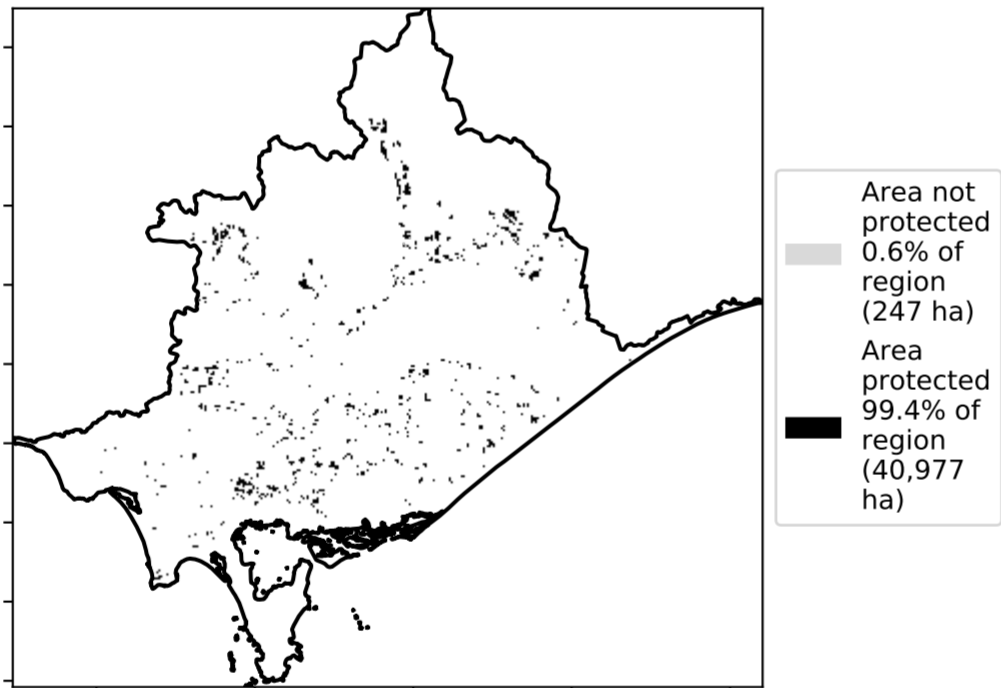 Area not
protected
0.6% of
region
(247 ha)
Area
protected
99.4% of
region
(40,977
ha)